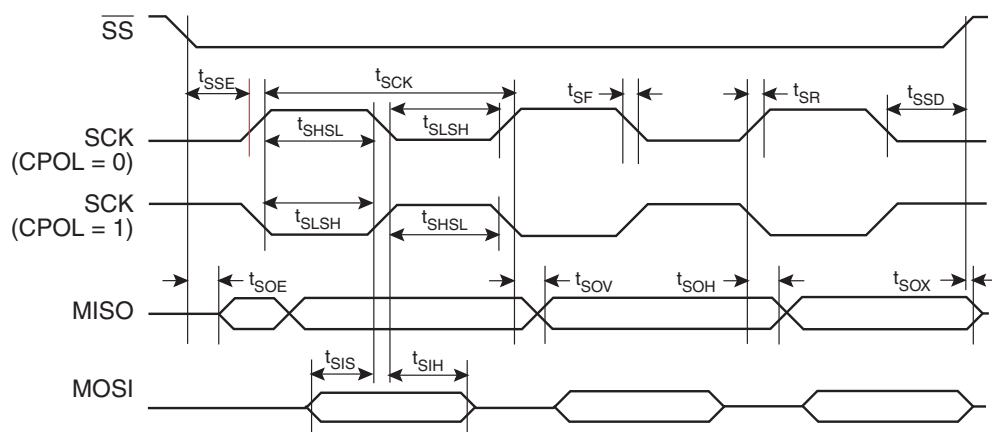 SS
tSSE
tSCK
tSF
tSR
tSSD
SCK
(CPOL = 0)
tSHSL
tSLSH
SCK
(CPOL = 1)
tSLSH
tSHSL
MISO
tSOE
tSOV
tSOH
tSOX
MOSI
tSIS
tSIH